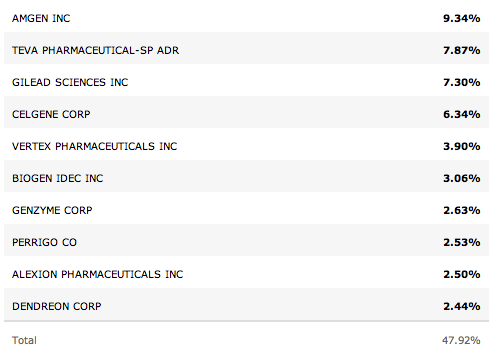 AMGEN INC 9.34%
TEVA PHARMACEUTICAL-SP ADR 7.87%
GILEAD SCIENCES INC 7.30%
CELGENE CORP 6.34%
VERTEX PHARMACEUTICALS INC 3.90%
BIOGEN IDEC INC 3.06%
GENZYME CORP 2.63%
PERRIGO CO 2.53%
ALEXION PHARMACEUTICALS INC 2.50%
DENDREON CORP 2.44%
Total 47.92%